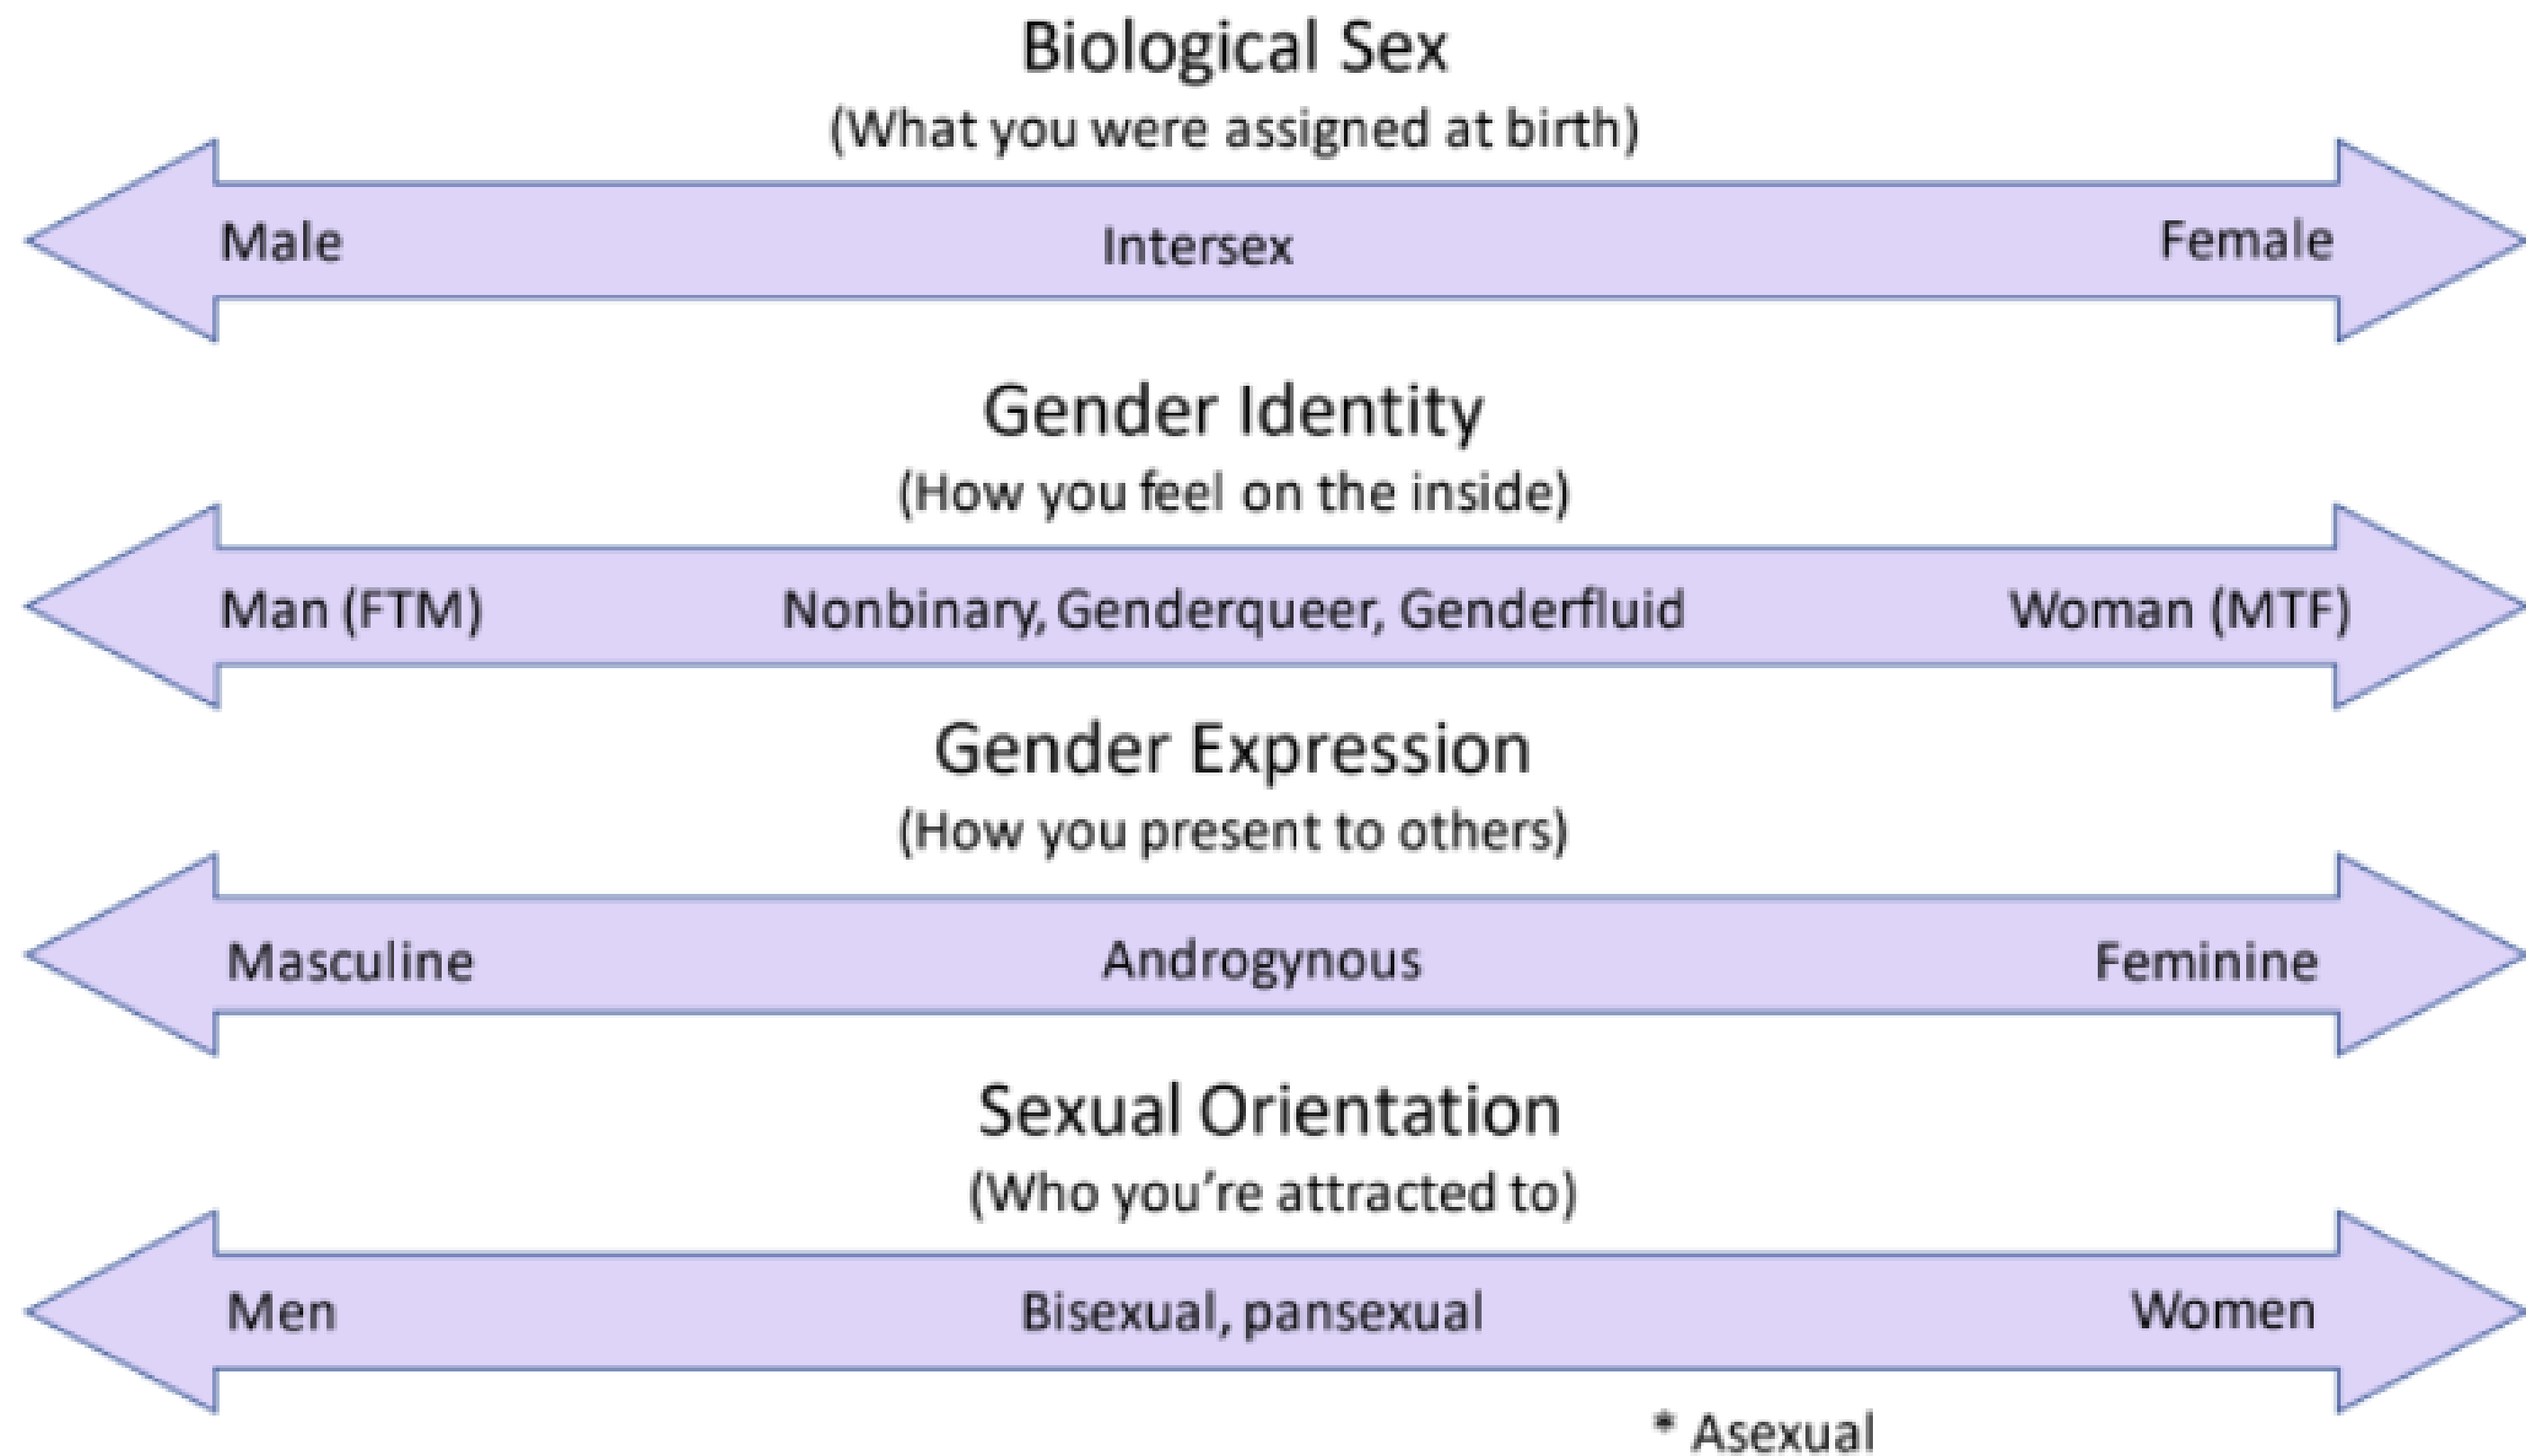 Biological Sex
(What you were assigned at birth)
Male Intersex Female
Gender Identity
(How you feel on the inside)
Man (FTM) Nonbinary, Genderqueer, Genderfluid Woman (MTF)
Gender Expression
(How you present to others)
Masculine Androgynous Feminine
Sexual Orientation
(Who you’re attracted to)
Men Bisexual, pansexual Women
* Asexual